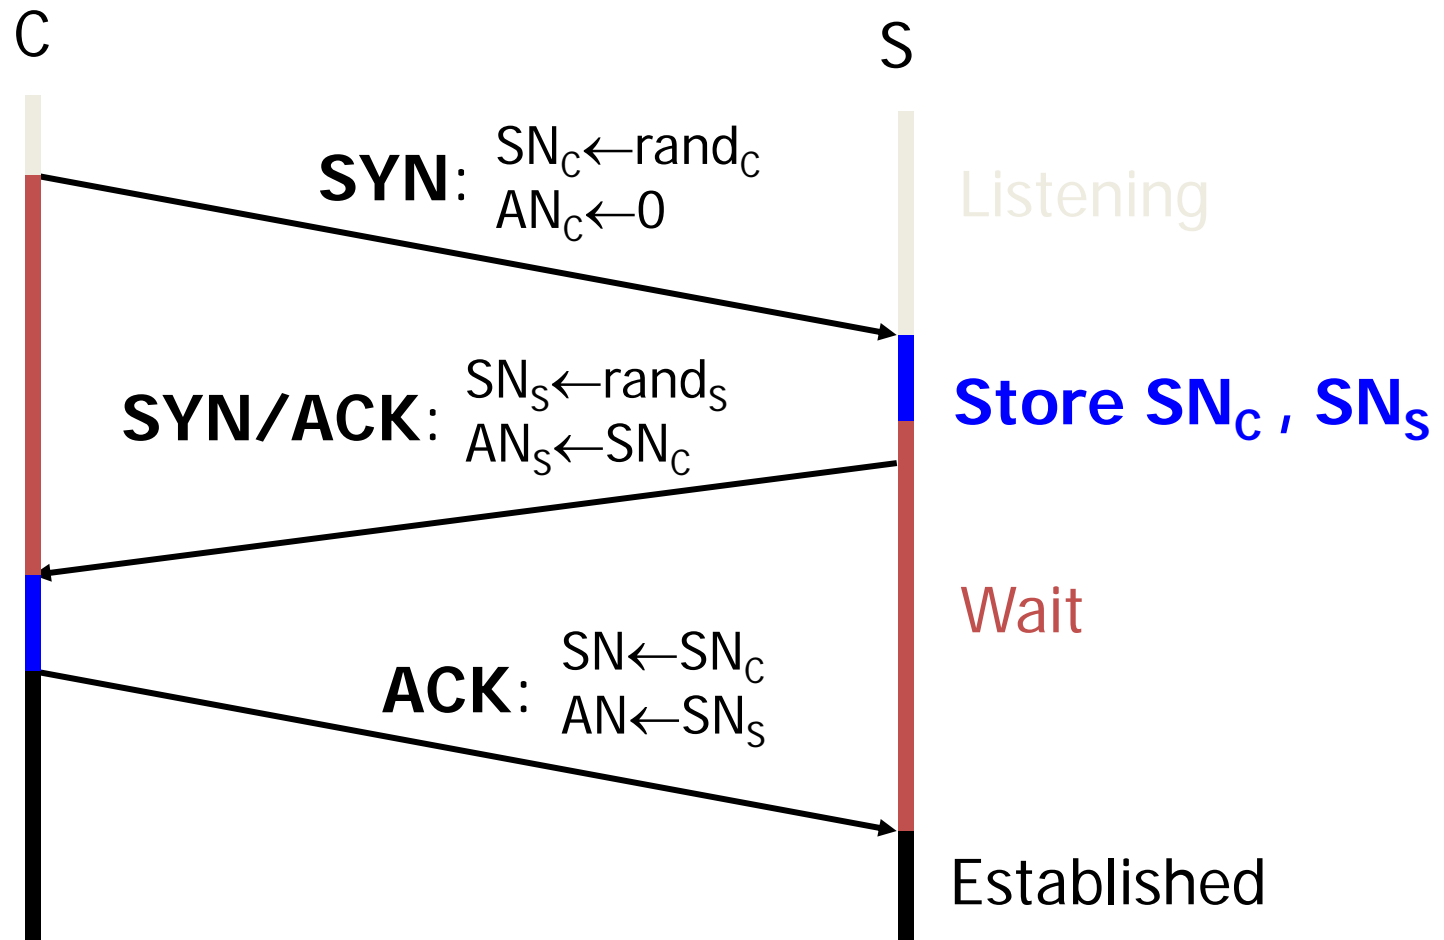 C
S
SYN: SN_C←rand_C
AN_C←0
Listening
SYN/ACK: SN_S←rand_S
AN_S←SN_C
Store SN_C , SN_S
Wait
ACK: SN←SN_C
AN←SN_S
Established